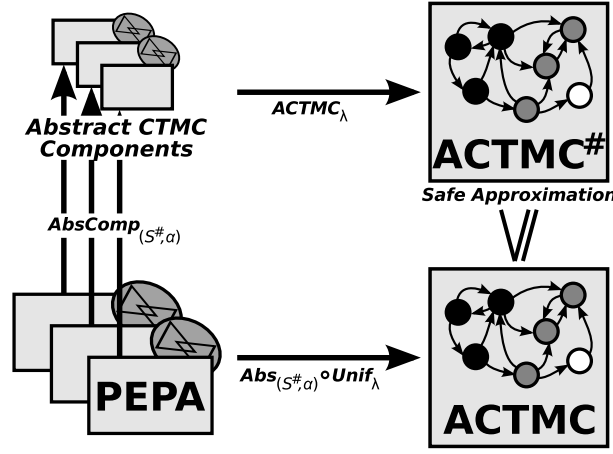 Abstract CTMC
Components
ACTMC_λ
ACTMC#
Safe Approximation
AbsComp_(S#,α)
PEPA
Abs_(S#,α)∘Unif_λ
ACTMC